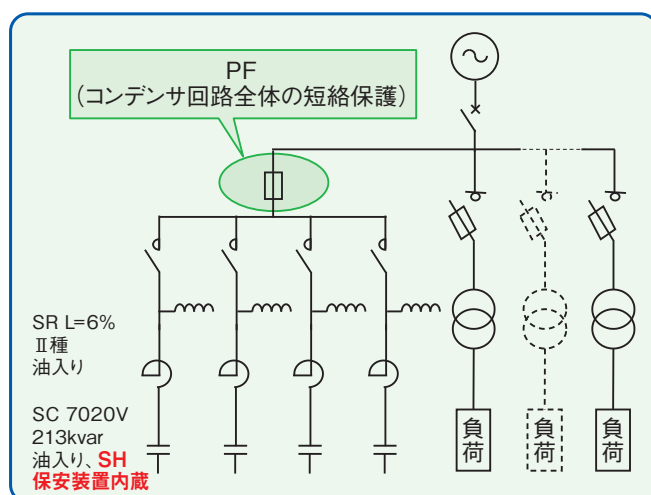 PF
(コンデンサ回路全体の短絡保護)
SR L=6%
Ⅱ種
油入り
SC 7020V
213kvar
油入り、SH
保安装置内蔵
負荷
負荷
負荷